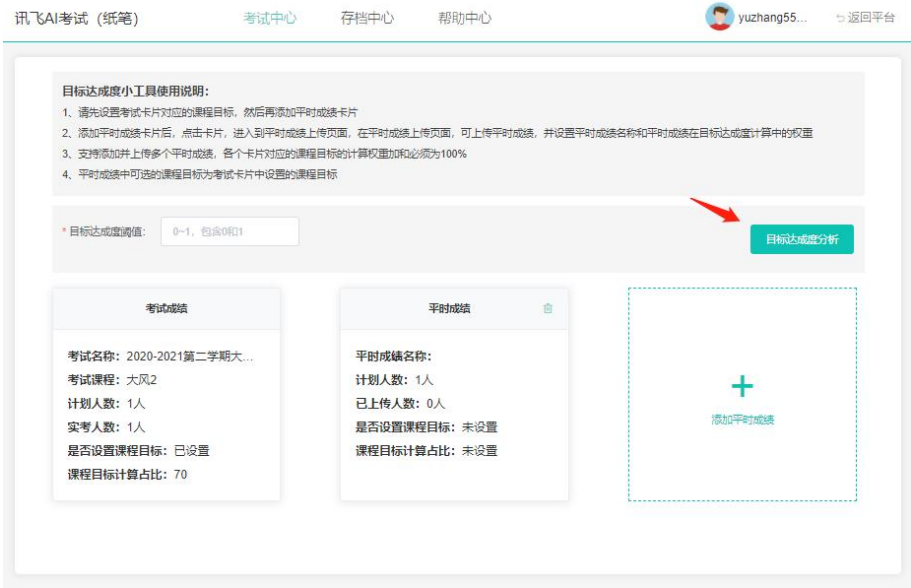 讯飞AI考试（纸笔） 考试中心 存档中心 帮助中心 yuzhang55... 返回平台
目标达成度小工具使用说明：
1、请先设置考试卡片对应的课程目标，然后再添加平时成绩卡片
2、添加平时成绩卡片后，点击卡片，进入到平时成绩上传页面，在平时成绩上传页面，可上传平时成绩，并设置平时成绩名称和平时成绩在目标达成度计算中的权重
3、支持添加并上传多个平时成绩，各个卡片对应的课程目标的计算权重加和必须为100%
4、平时成绩中可选的课程目标为考试卡片中设置的课程目标
* 目标达成度阈值： 0~1，包含0和1 目标达成度分析
考试成绩
考试名称：2020-2021第二学期大...
考试课程：大风2
计划人数：1人
实考人数：1人
是否设置课程目标：已设置
课程目标计算占比：70
平时成绩
平时成绩名称：
计划人数：1人
已上传人数：0人
是否设置课程目标：未设置
课程目标计算占比：未设置
添加平时成绩